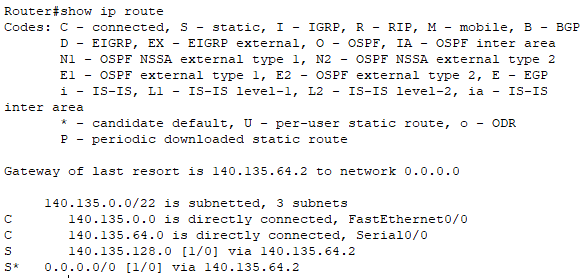 Router#show ip route
Codes: C - connected, S - static, I - IGRP, R - RIP, M - mobile, B - BGP
D - EIGRP, EX - EIGRP external, O - OSPF, IA - OSPF inter area
N1 - OSPF NSSA external type 1, N2 - OSPF NSSA external type 2
E1 - OSPF external type 1, E2 - OSPF external type 2, E - EGP
i - IS-IS, L1 - IS-IS level-1, L2 - IS-IS level-2, ia - IS-IS
inter area
* - candidate default, U - per-user static route, o - ODR
P - periodic downloaded static route
Gateway of last resort is 140.135.64.2 to network 0.0.0.0
140.135.0.0/22 is subnetted, 3 subnets
C 140.135.0.0 is directly connected, FastEthernet0/0
C 140.135.64.0 is directly connected, Serial0/0
S 140.135.128.0 [1/0] via 140.135.64.2
S* 0.0.0.0/0 [1/0] via 140.135.64.2